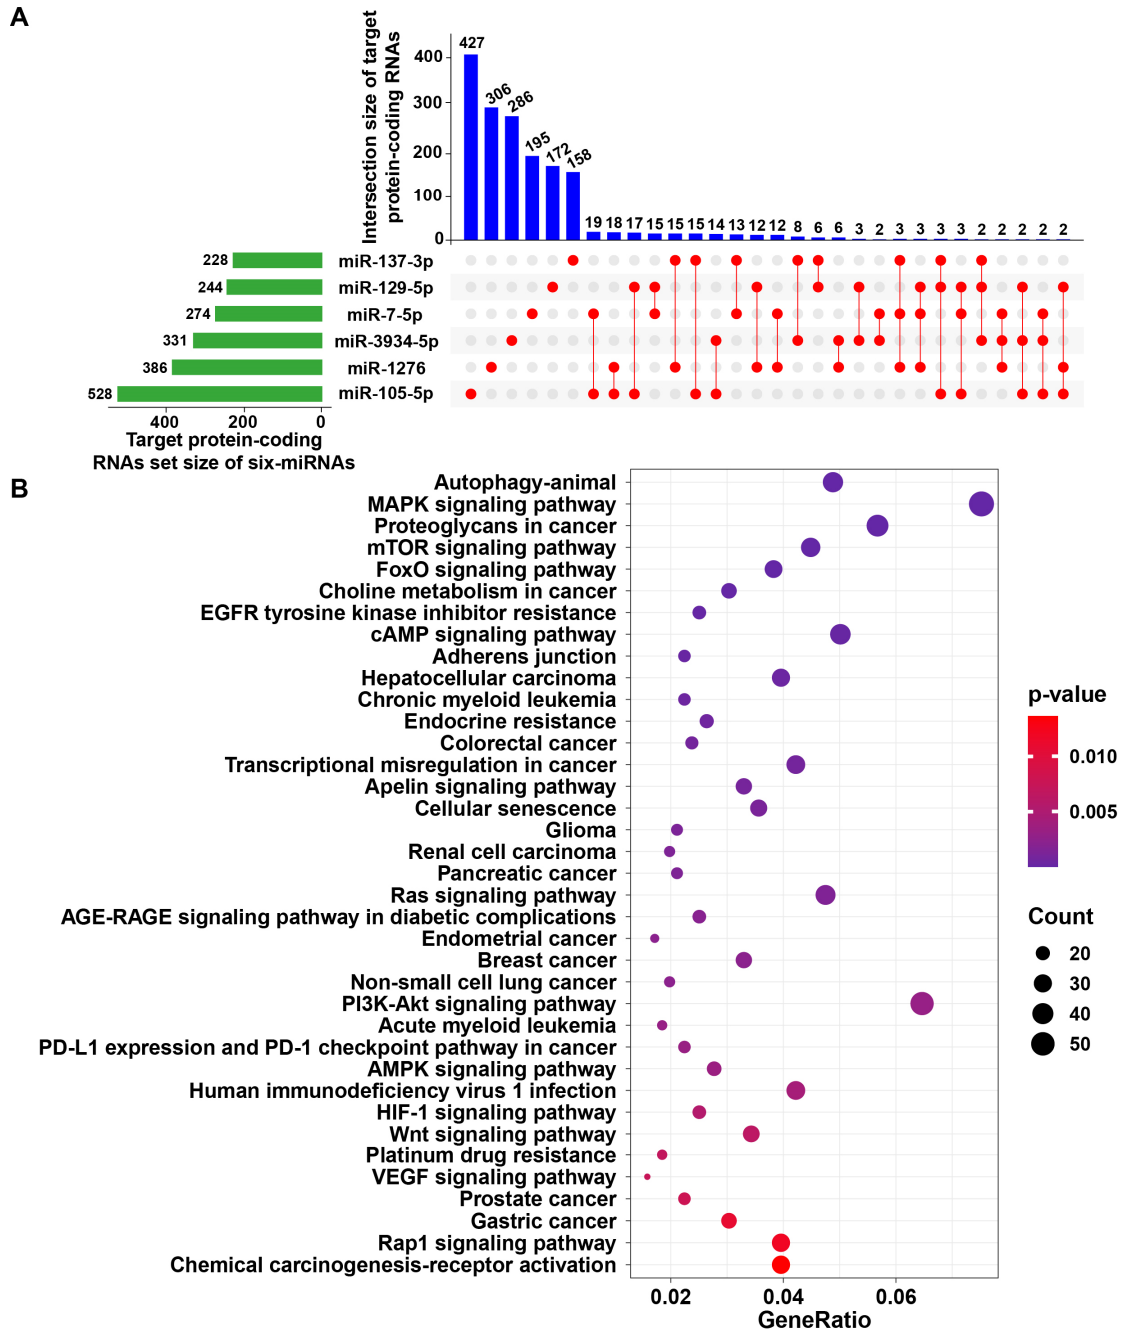 A
Intersection size of target
protein-coding RNAs
400
300
200
100
0
427
306
286
195
172
158
19 18 17 15 15 15 14 13 12 12 8 6 6 3 2 3 3 3 3 2 2 2 2 2
228 miR-137-3p
244 miR-129-5p
274 miR-7-5p
331 miR-3934-5p
386 miR-1276
528 miR-105-5p
400 200 0
Target protein-coding
RNAs set size of six-miRNAs
B
Autophagy-animal
MAPK signaling pathway
Proteoglycans in cancer
mTOR signaling pathway
FoxO signaling pathway
Choline metabolism in cancer
EGFR tyrosine kinase inhibitor resistance
cAMP signaling pathway
Adherens junction
Hepatocellular carcinoma
Chronic myeloid leukemia
Endocrine resistance
Colorectal cancer
Transcriptional misregulation in cancer
Apelin signaling pathway
Cellular senescence
Glioma
Renal cell carcinoma
Pancreatic cancer
Ras signaling pathway
AGE-RAGE signaling pathway in diabetic complications
Endometrial cancer
Breast cancer
Non-small cell lung cancer
PI3K-Akt signaling pathway
Acute myeloid leukemia
PD-L1 expression and PD-1 checkpoint pathway in cancer
AMPK signaling pathway
Human immunodeficiency virus 1 infection
HIF-1 signaling pathway
Wnt signaling pathway
Platinum drug resistance
VEGF signaling pathway
Prostate cancer
Gastric cancer
Rap1 signaling pathway
Chemical carcinogenesis-receptor activation
0.02 0.04 0.06
GeneRatio
p-value
0.010
0.005
Count
20
30
40
50